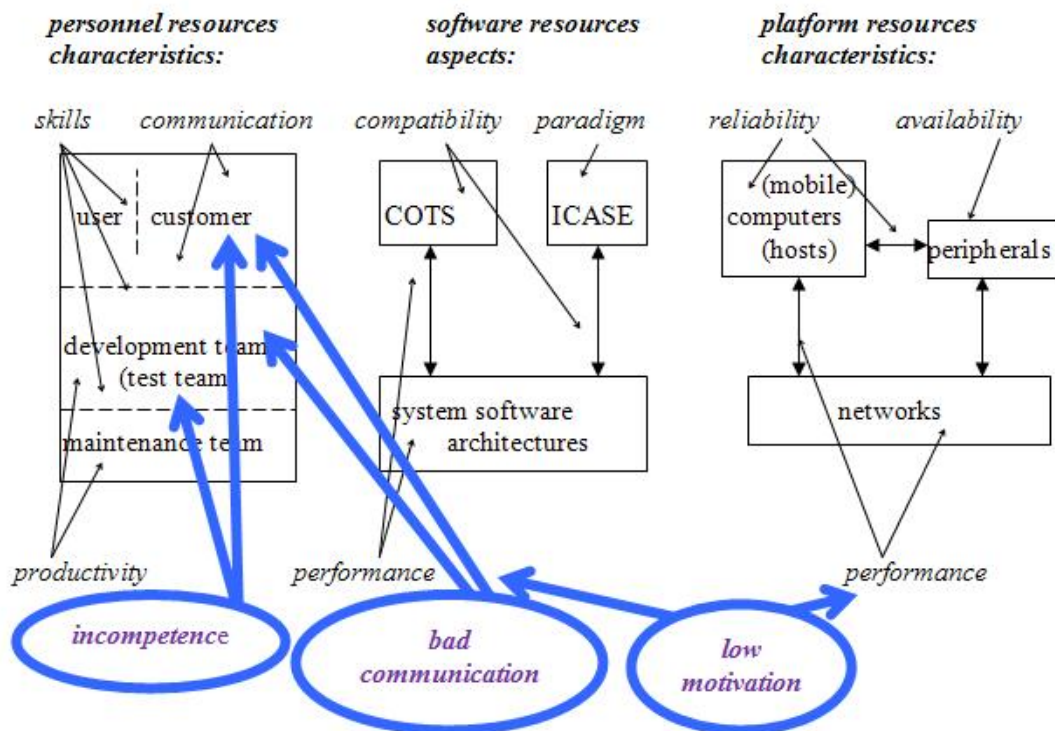 personnel resources
characteristics:
software resources
aspects:
platform resources
characteristics:
skills
communication
compatibility
paradigm
reliability
availability
user
customer
COTS
ICASE
(mobile)
computers
(hosts)
peripherals
development team
(test team
maintenance team
system software
architectures
networks
productivity
performance
performance
incompetence
bad
communication
low
motivation